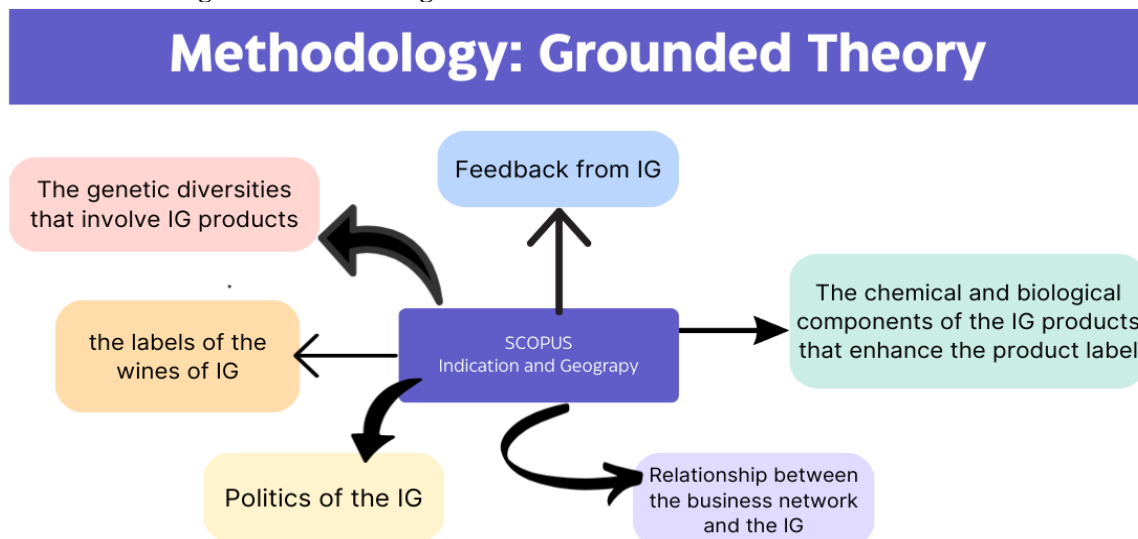 Methodology: Grounded Theory
Feedback from IG
The genetic diversities
that involve IG products
The chemical and biological
components of the IG products
that enhance the product label
the labels of the
wines of IG
SCOPUS
Indication and Geograpy
Politics of the IG
Relationship between
the business network
and the IG